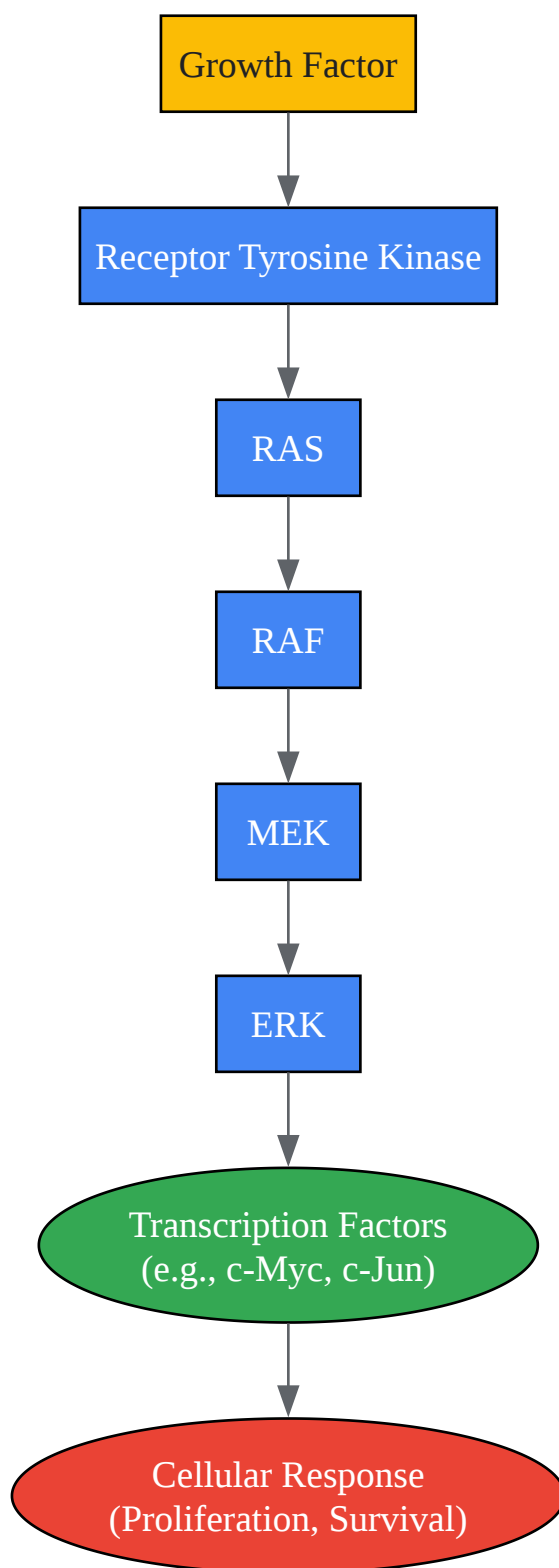 Growth Factor
Receptor Tyrosine Kinase
RAS
RAF
MEK
ERK
Transcription Factors
(e.g., c-Myc, c-Jun)
Cellular Response
(Proliferation, Survival)